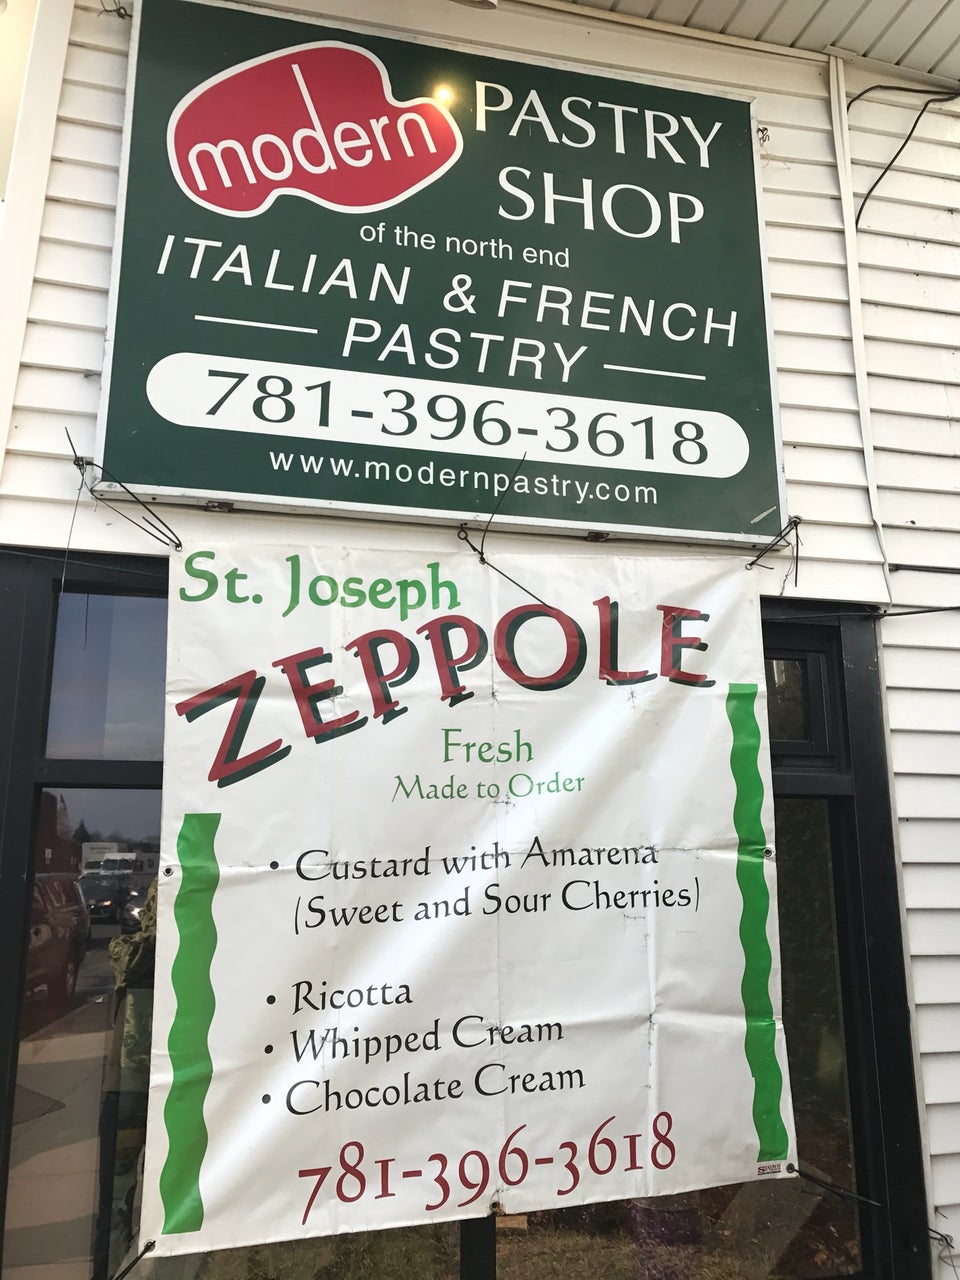 modern PASTRY
SHOP
of the north end
ITALIAN & FRENCH
PASTRY
781-396-3618
www.modernpastry.com
St. Joseph
ZEPPOLE
Fresh
Made to Order
• Custard with Amarena
(Sweet and Sour Cherries)
• Ricotta
• Whipped Cream
• Chocolate Cream
781-396-3618